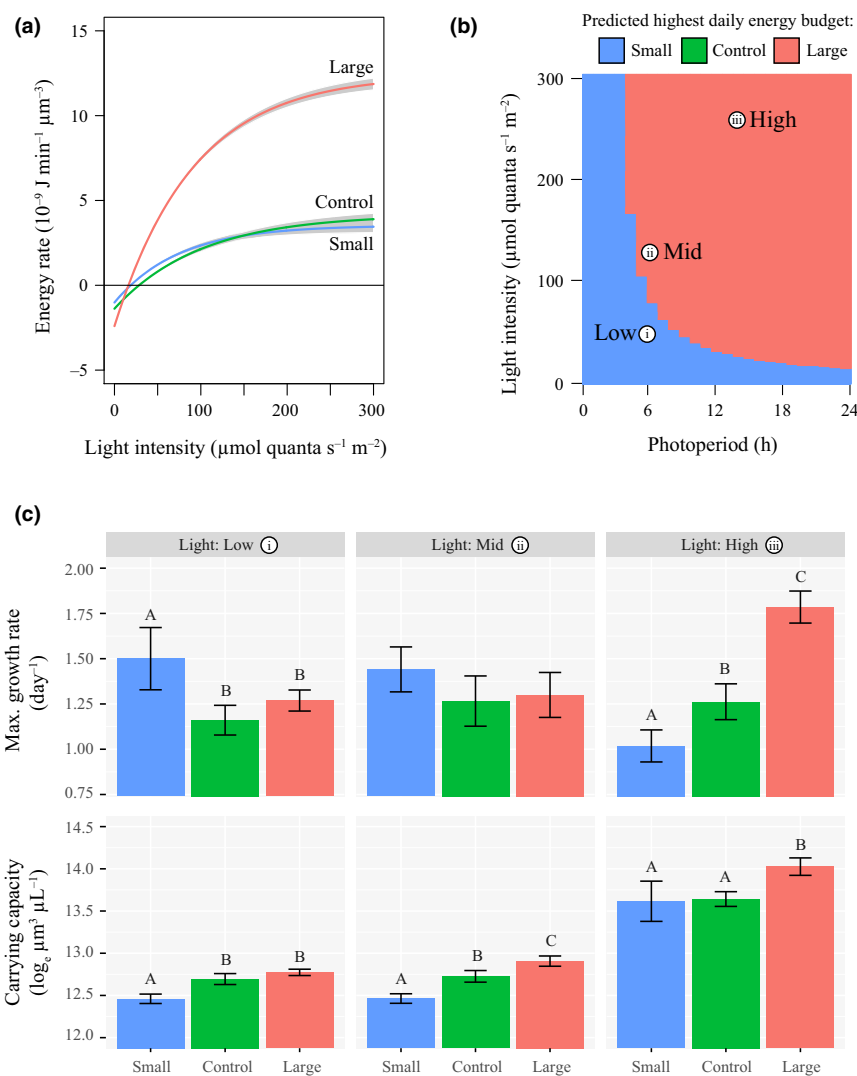 (a)
15
10
5
0
−5
Energy rate (10⁻⁹ J min⁻¹ μm⁻³)
Large
Control
Small
0 100 200 300
Light intensity (μmol quanta s⁻¹ m⁻²)
(b)
Predicted highest daily energy budget:
Small Control Large
300
200
100
0
Light intensity (μmol quanta s⁻¹ m⁻²)
iii High
ii Mid
Low i
0 6 12 18 24
Photoperiod (h)
(c)
Light: Low i Light: Mid ii Light: High iii
Max. growth rate
(day⁻¹)
2.00
1.75
1.50
1.25
1.00
0.75
A B B
A B C
Carrying capacity
(logₑ μm³ μL⁻¹)
14.5
14.0
13.5
13.0
12.5
12.0
A B B
A B C
A A B
Small Control Large Small Control Large Small Control Large